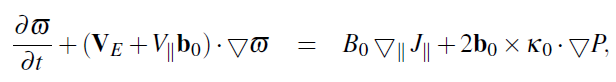 ∂ϖ/∂t + (V_E + V_∥ b_0) · ▽ϖ = B_0 ▽_∥ J_∥ + 2b_0 × κ_0 · ▽P,